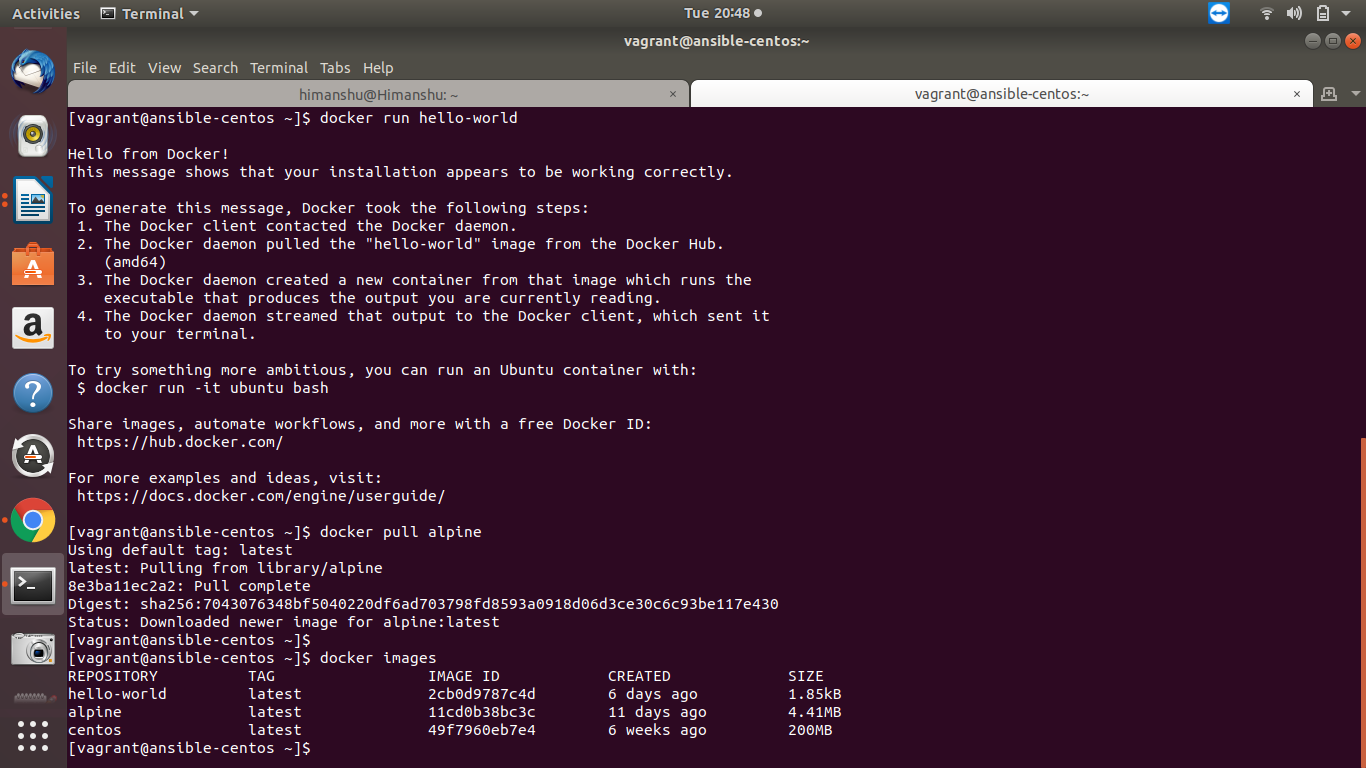 Activities Terminal Tue 20:48
vagrant@ansible-centos:~
File Edit View Search Terminal Tabs Help
himanshu@Himanshu: ~ × vagrant@ansible-centos:~ ×
[vagrant@ansible-centos ~]$ docker run hello-world
Hello from Docker!
This message shows that your installation appears to be working correctly.
To generate this message, Docker took the following steps:
1. The Docker client contacted the Docker daemon.
2. The Docker daemon pulled the "hello-world" image from the Docker Hub.
(amd64)
3. The Docker daemon created a new container from that image which runs the
executable that produces the output you are currently reading.
4. The Docker daemon streamed that output to the Docker client, which sent it
to your terminal.
To try something more ambitious, you can run an Ubuntu container with:
$ docker run -it ubuntu bash
Share images, automate workflows, and more with a free Docker ID:
https://hub.docker.com/
For more examples and ideas, visit:
https://docs.docker.com/engine/userguide/
[vagrant@ansible-centos ~]$ docker pull alpine
Using default tag: latest
latest: Pulling from library/alpine
8e3ba11ec2a2: Pull complete
Digest: sha256:7043076348bf5040220df6ad703798fd8593a0918d06d3ce30c6c93be117e430
Status: Downloaded newer image for alpine:latest
[vagrant@ansible-centos ~]$
[vagrant@ansible-centos ~]$ docker images
REPOSITORY TAG IMAGE ID CREATED SIZE
hello-world latest 2cb0d9787c4d 6 days ago 1.85kB
alpine latest 11cd0b38bc3c 11 days ago 4.41MB
centos latest 49f7960eb7e4 6 weeks ago 200MB
[vagrant@ansible-centos ~]$